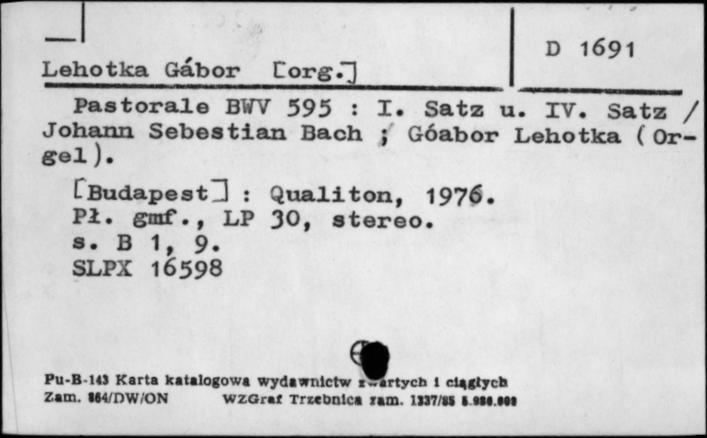 D 1691
Lehotka Gábor [org.]
Pastorale BWV 595 : I. Satz u. IV. Satz /
Johann Sebestian Bach ; Góabor Lehotka (Or-
gel).
[Budapest] : Qualiton, 1976.
Pł. gmf., LP 30, stereo.
s. B 1, 9.
SLPX 16598
Pu-B-143 Karta katalogowa wydawnictw zwartych i ciągłych
Zam. 864/DW/ON WZGraf Trzebnica zam. 1337/85